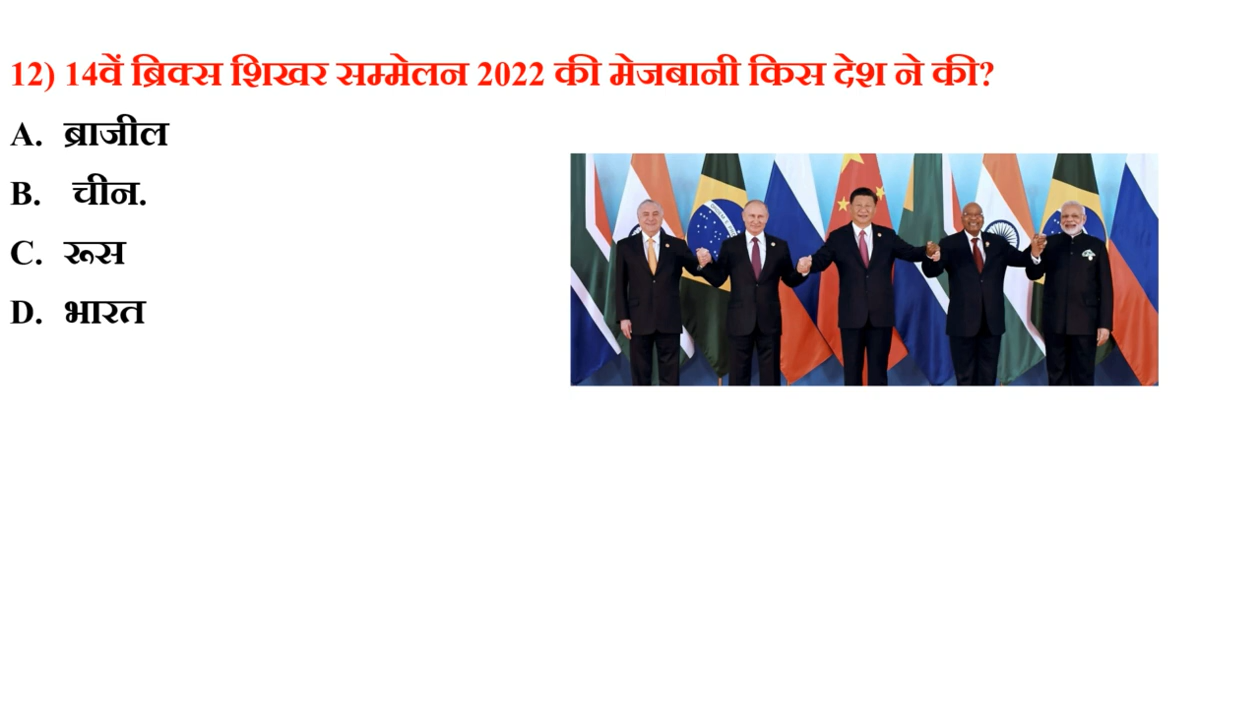 12) 14वें ब्रिक्स शिखर सम्मेलन 2022 की मेजबानी किस देश ने की?
A. ब्राजील
B. चीन.
C. रूस
D. भारत